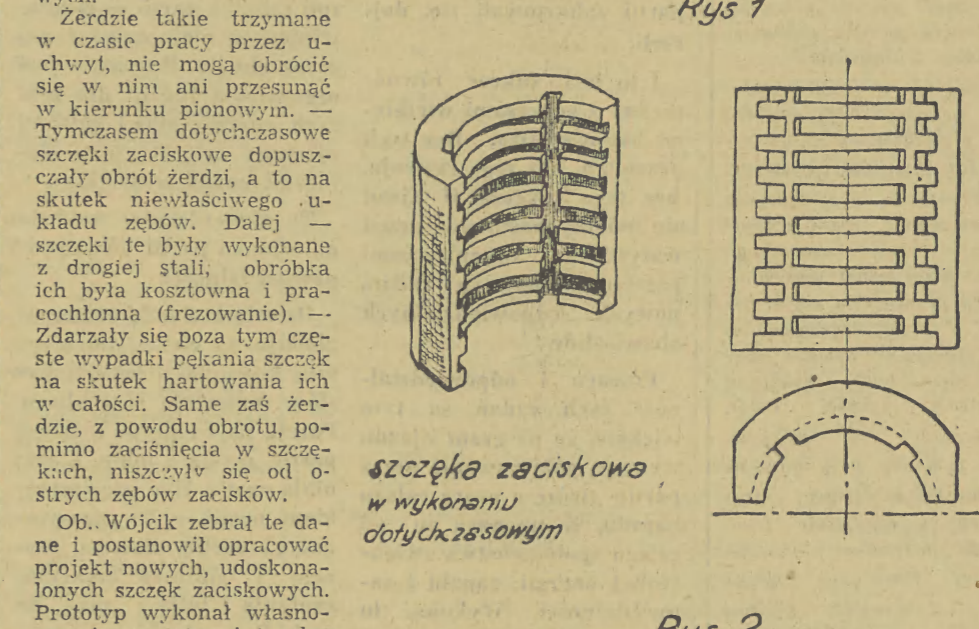 Żerdzie takie trzymane
w czasie pracy przez u-
chwyt, nie mogą obrócić
się w nim ani przesunąć
w kierunku pionowym. —
Tymczasem dotychczasowe
szczęki zaciskowe dopusz-
czały obrót żerdzi, a to na
skutek niewłaściwego u-
kładu zębów. Dalej —
szczęki te były wykonane
z drogiej stali, obróbka
ich była kosztowna i pra-
cochłonna (frezowanie). —
Zdarzały się poza tym czę-
ste wypadki pękania szczęk
na skutek hartowania ich
w całości. Same zaś żer-
dzie, z powodu obrotu, po-
mimo zaciśnięcia w szczę-
kach, niszczyły się od o-
strych zębów zacisków.
Ob. Wójcik zebrał te da-
ne i postanowił opracować
projekt nowych, udoskona-
lonych szczęk zaciskowych.
Prototyp wykonał własno-
Rys 1
szczęka zaciskowa
w wykonaniu
dotychczasowym
Rys 2